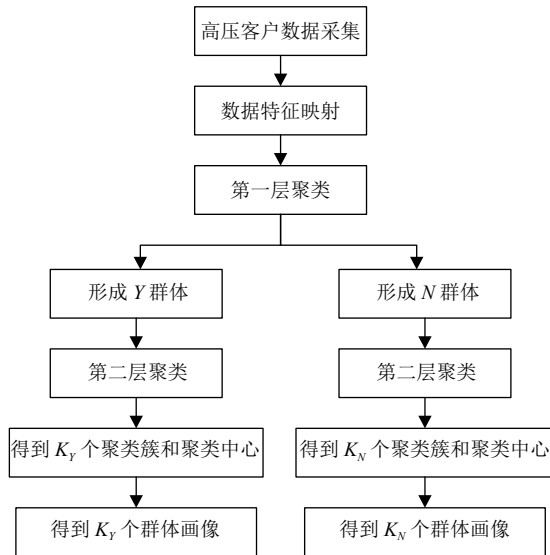 高压客户数据采集
数据特征映射
第一层聚类
形成 Y 群体
形成 N 群体
第二层聚类
第二层聚类
得到 K_Y 个聚类簇和聚类中心
得到 K_N 个聚类簇和聚类中心
得到 K_Y 个群体画像
得到 K_N 个群体画像